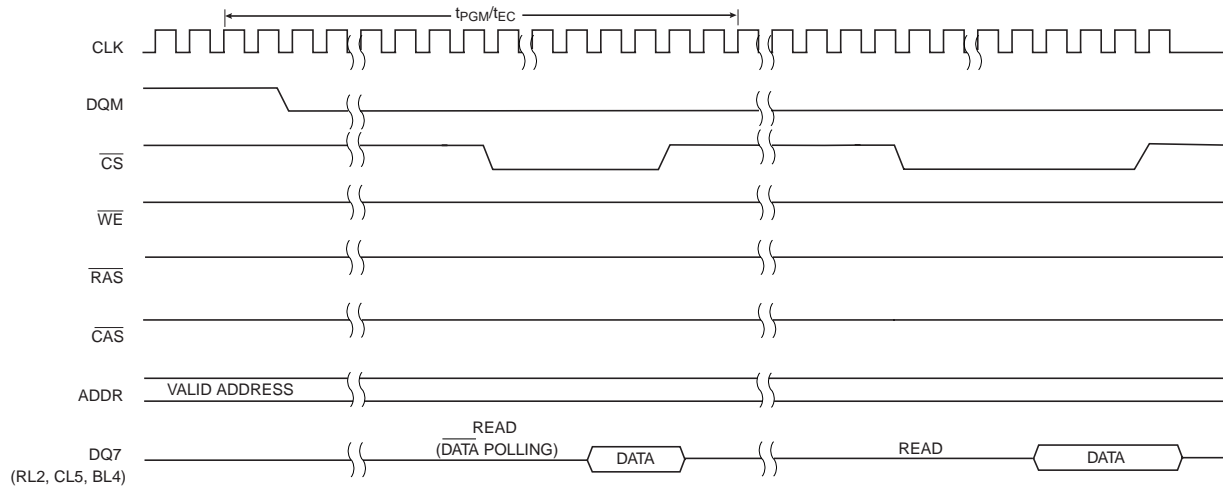 tPGM/tEC
CLK
DQM
CS
WE
RAS
CAS
ADDR
VALID ADDRESS
READ
(DATA POLLING)
DATA
READ
DATA
DQ7
(RL2, CL5, BL4)